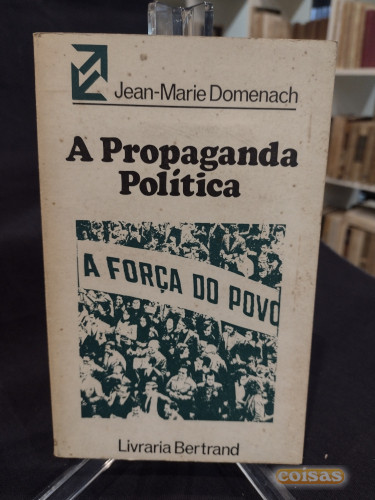 Jean-Marie Domenach
A Propaganda
Política
A FORÇA DO POVO
Livraria Bertrand
coisas